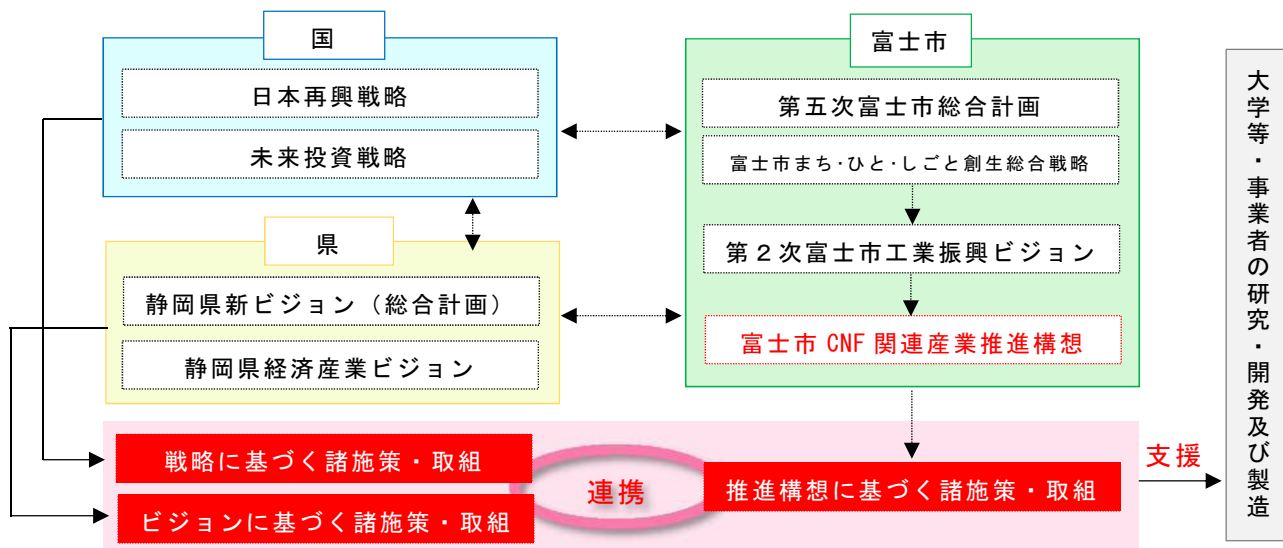 国
日本再興戦略
未来投資戦略
県
静岡県新ビジョン（総合計画）
静岡県経済産業ビジョン
富士市
第五次富士市総合計画
富士市まち・ひと・しごと創生総合戦略
第２次富士市工業振興ビジョン
富士市 CNF 関連産業推進構想
戦略に基づく諸施策・取組
ビジョンに基づく諸施策・取組
連携
推進構想に基づく諸施策・取組
支援
大学等・事業者の研究・開発及び製造